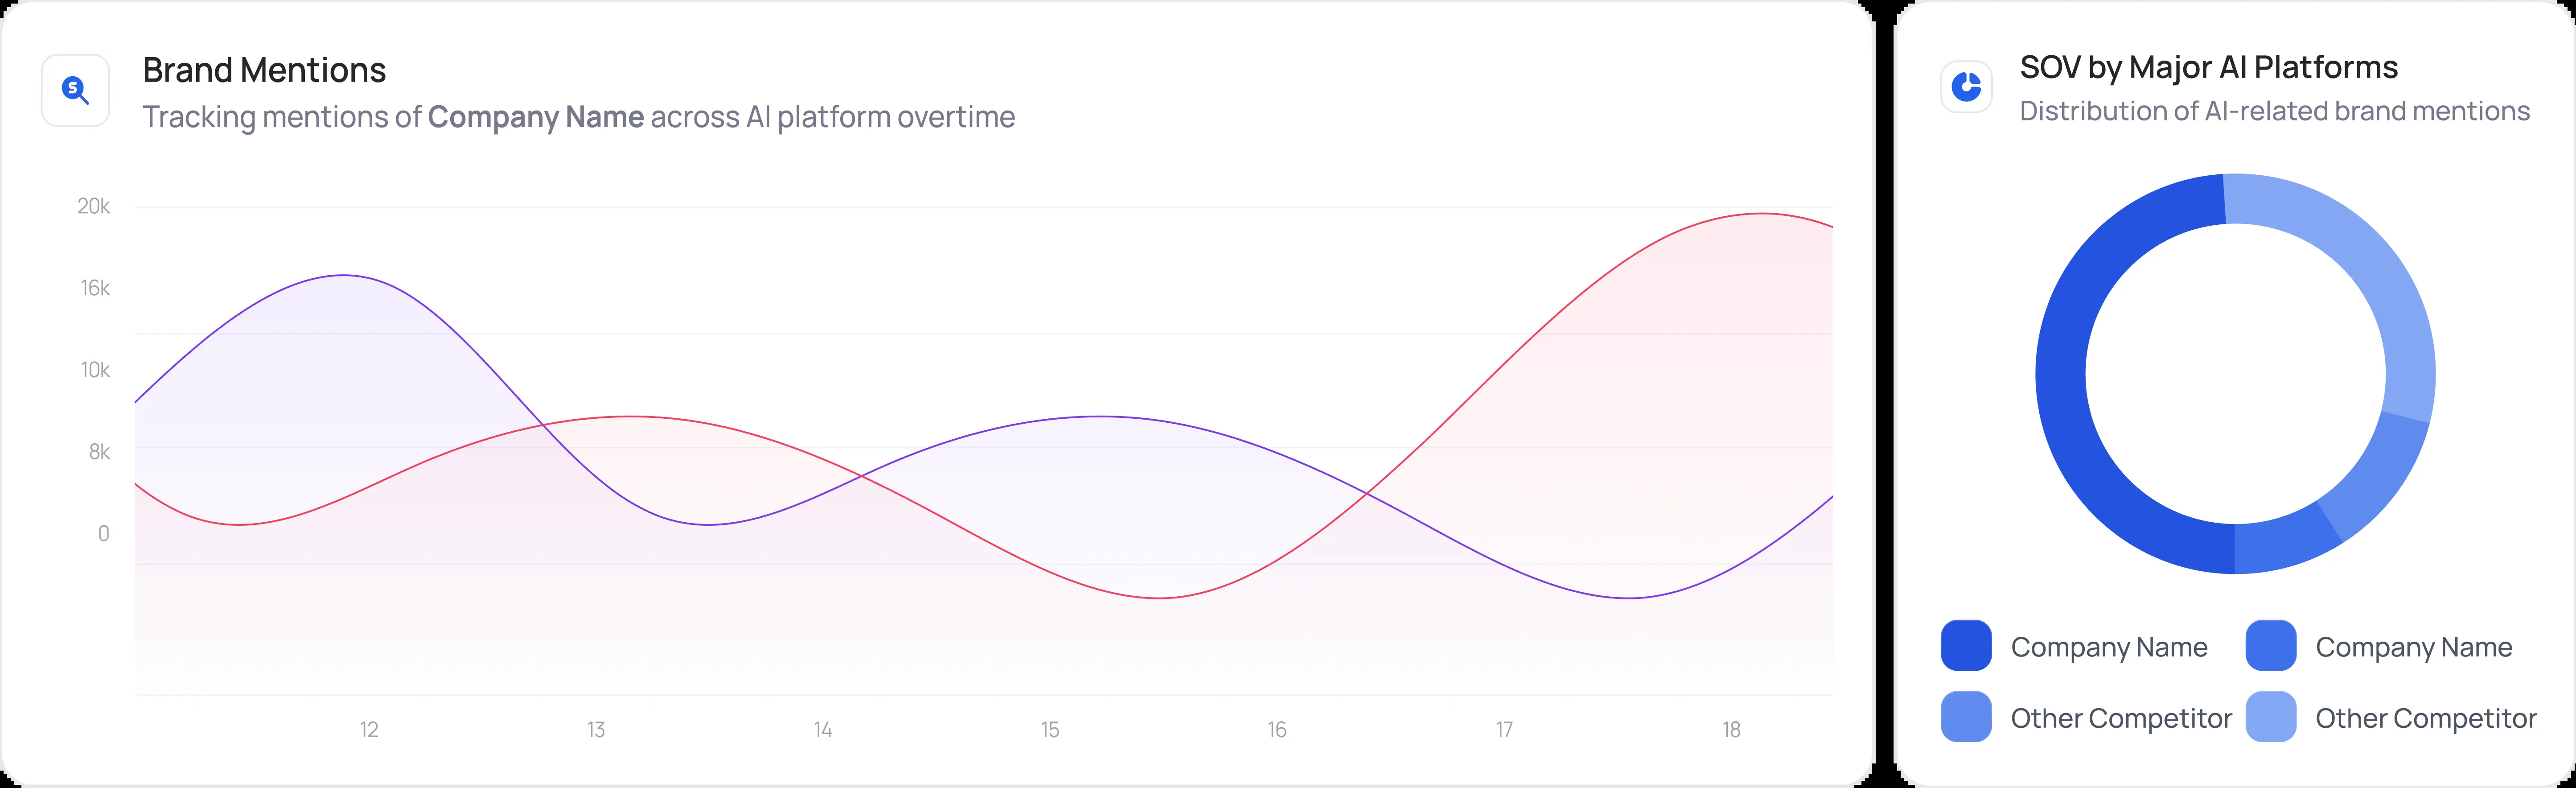 Brand Mentions
Tracking mentions of Company Name across AI platform overtime
20k
16k
10k
8k
0
12 13 14 15 16 17 18
SOV by Major AI Platforms
Distribution of AI-related brand mentions
Company Name Company Name
Other Competitor Other Competitor